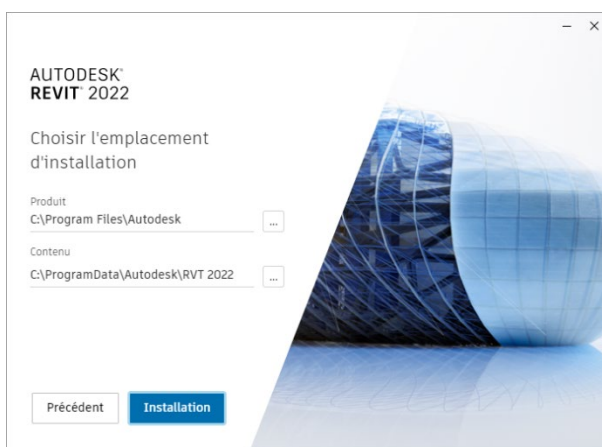 AUTODESK®
REVIT® 2022
Choisir l'emplacement
d'installation
Produit
C:\Program Files\Autodesk
...
Contenu
C:\ProgramData\Autodesk\RVT 2022
...
Précédent
Installation